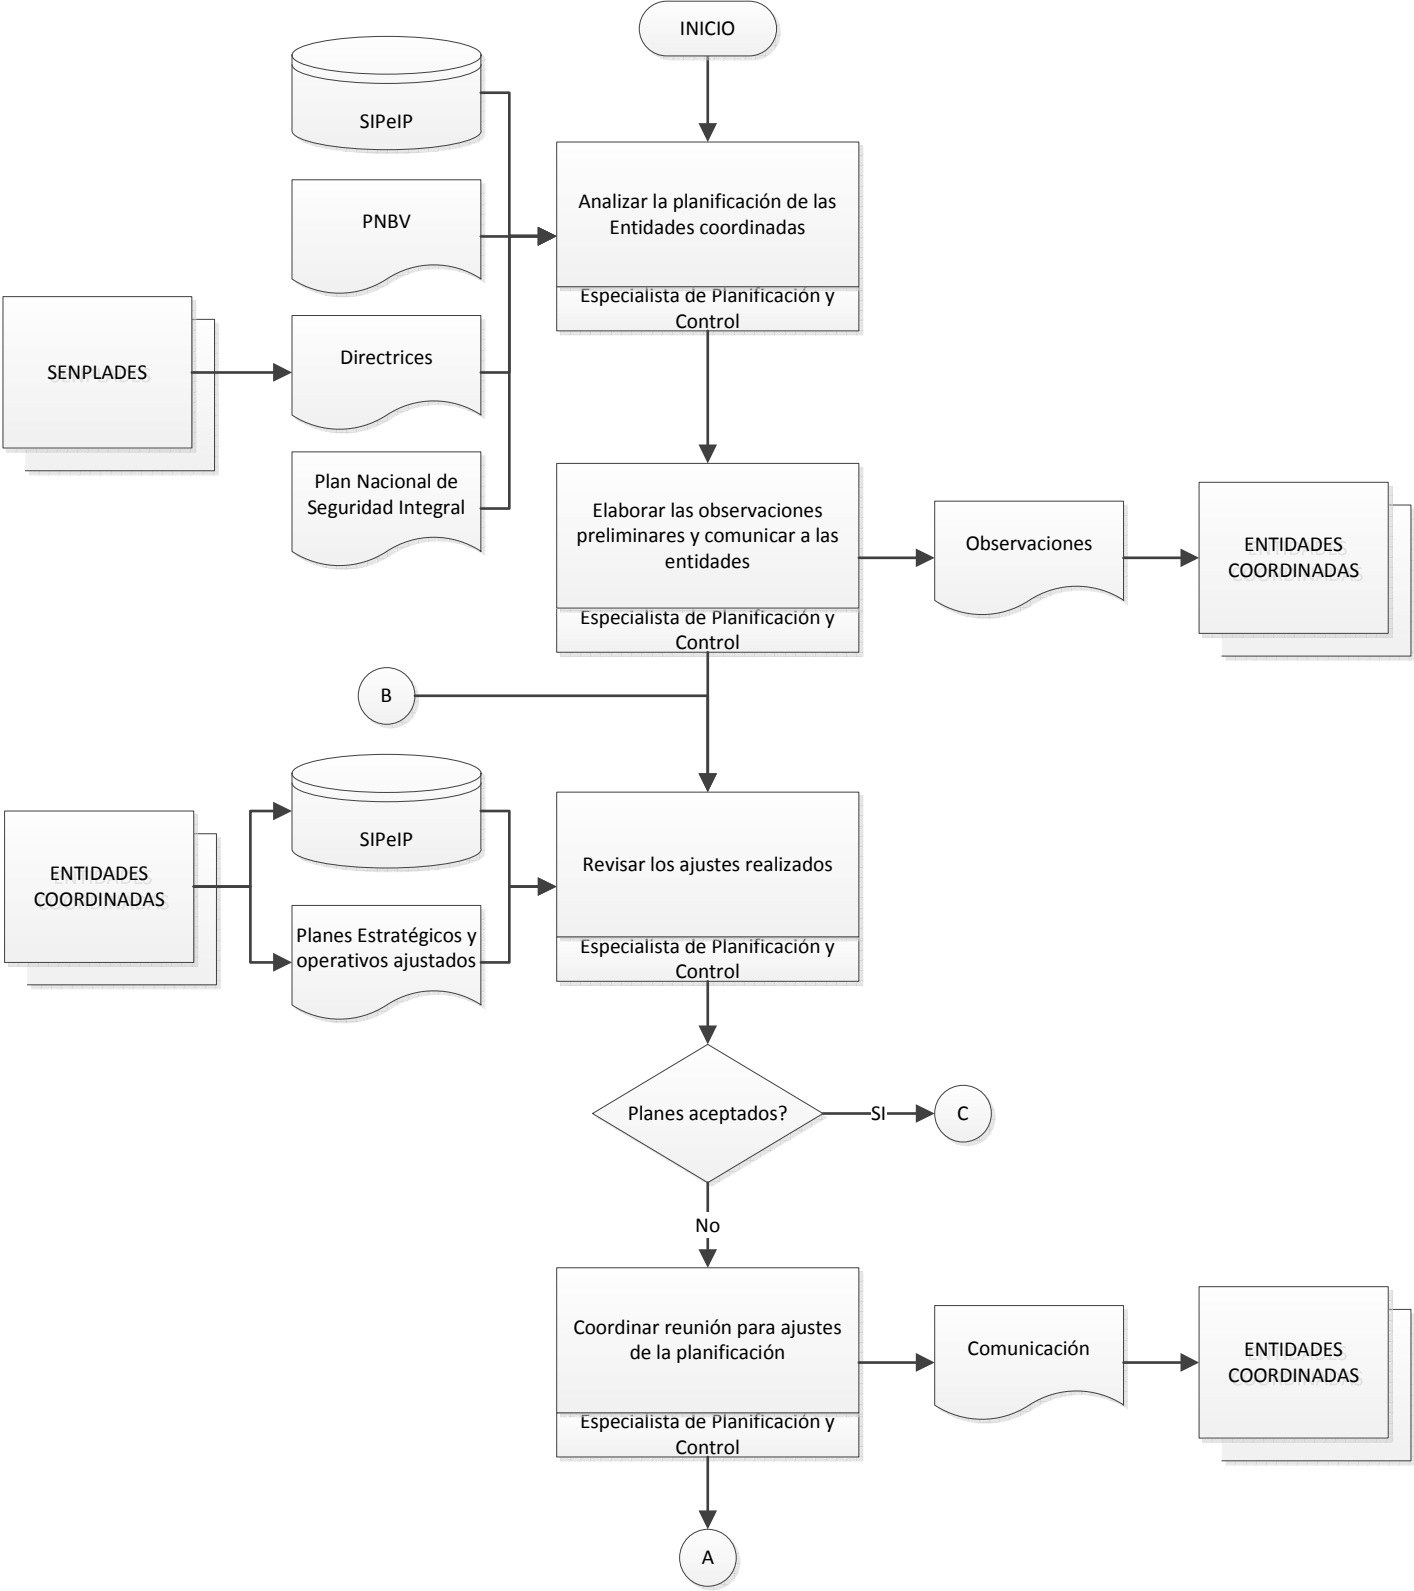 INICIO
SIPeIP
PNBV
Analizar la planificación de las
Entidades coordinadas
Especialista de Planificación y
Control
SENPLADES
Directrices
Plan Nacional de
Seguridad Integral
Elaborar las observaciones
preliminares y comunicar a las
entidades
Especialista de Planificación y
Control
Observaciones
ENTIDADES
COORDINADAS
B
ENTIDADES
COORDINADAS
SIPeIP
Planes Estratégicos y
operativos ajustados
Revisar los ajustes realizados
Especialista de Planificación y
Control
Planes aceptados?
SI
C
No
Coordinar reunión para ajustes
de la planificación
Especialista de Planificación y
Control
Comunicación
ENTIDADES
COORDINADAS
A